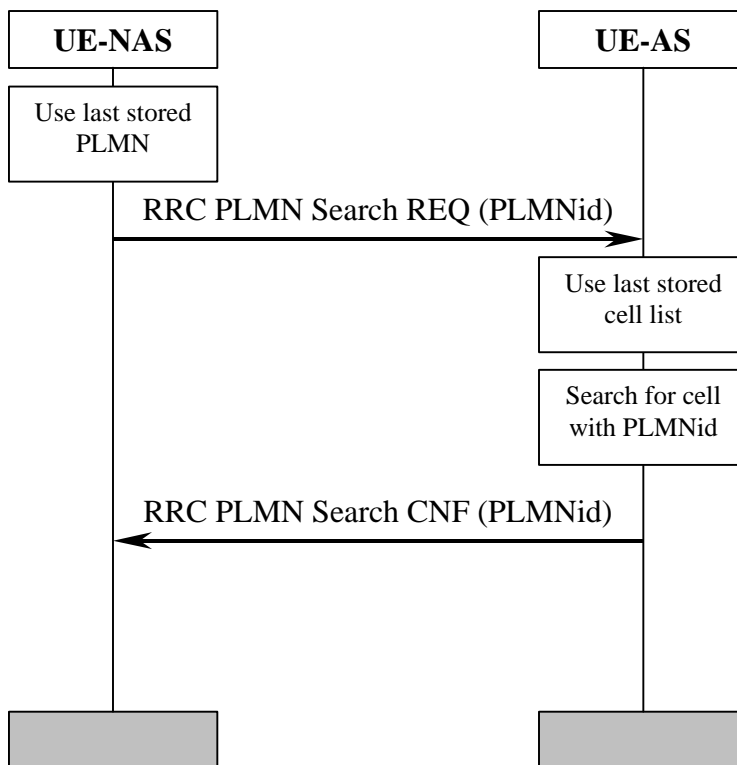 UE-NAS
UE-AS
Use last stored
PLMN
RRC PLMN Search REQ (PLMNid)
Use last stored
cell list
Search for cell
with PLMNid
RRC PLMN Search CNF (PLMNid)